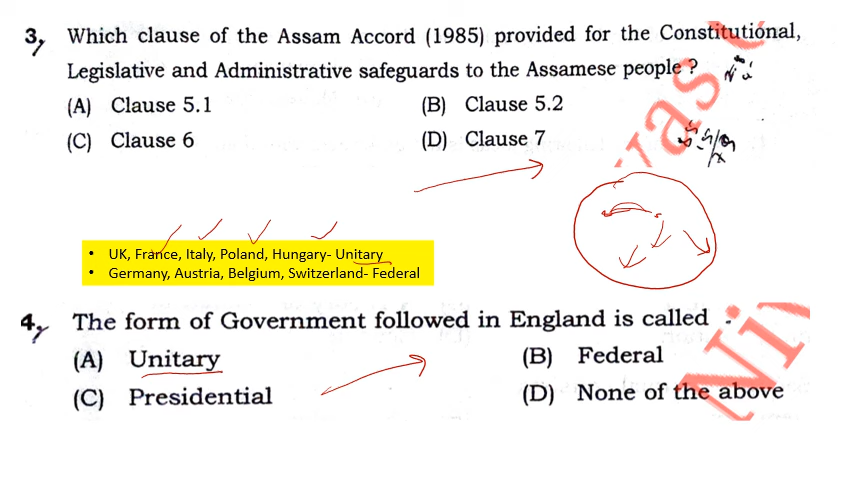 3, Which clause of the Assam Accord (1985) provided for the Constitutional,
Legislative and Administrative safeguards to the Assamese people ?
(A) Clause 5.1 (B) Clause 5.2
(C) Clause 6 (D) Clause 7
• UK, France, Italy, Poland, Hungary- Unitary
• Germany, Austria, Belgium, Switzerland- Federal
4, The form of Government followed in England is called -
(A) Unitary (B) Federal
(C) Presidential (D) None of the above